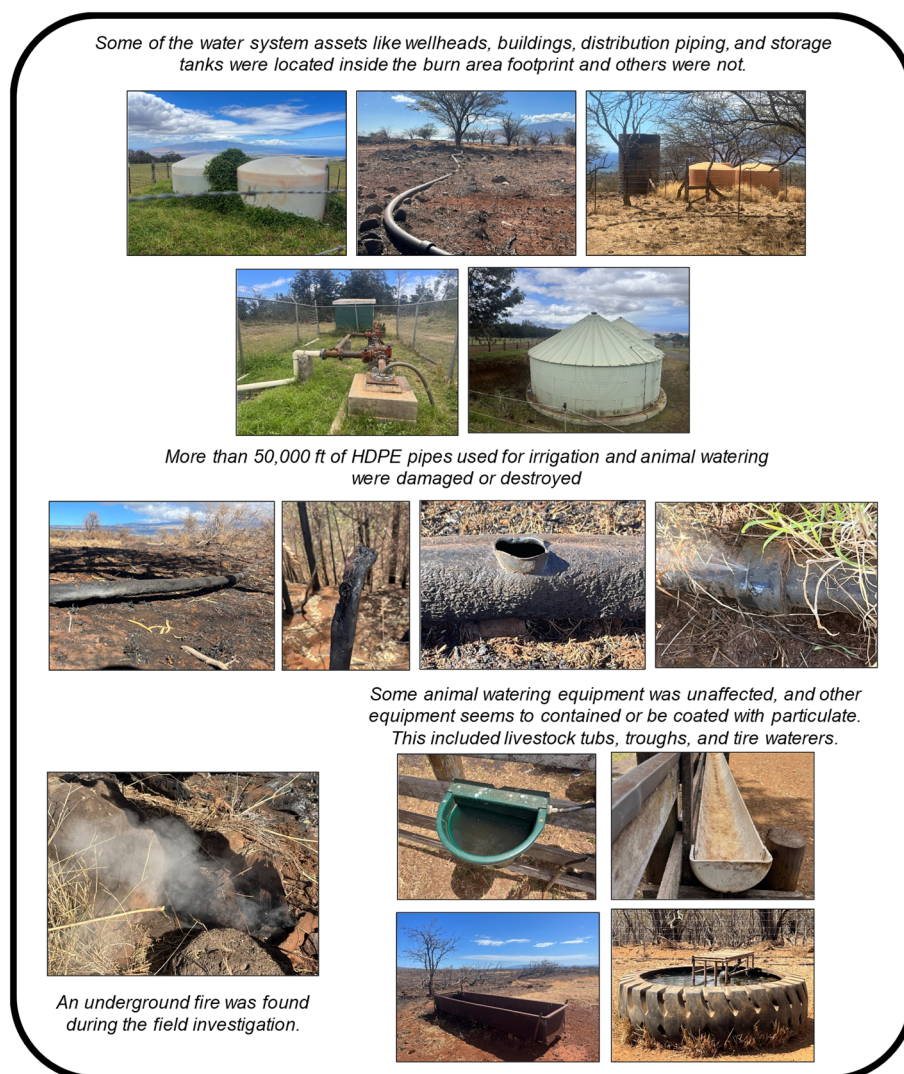 Some of the water system assets like wellheads, buildings, distribution piping, and storage
tanks were located inside the burn area footprint and others were not.
More than 50,000 ft of HDPE pipes used for irrigation and animal watering
were damaged or destroyed
Some animal watering equipment was unaffected, and other
equipment seems to contained or be coated with particulate.
This included livestock tubs, troughs, and tire waterers.
An underground fire was found
during the field investigation.